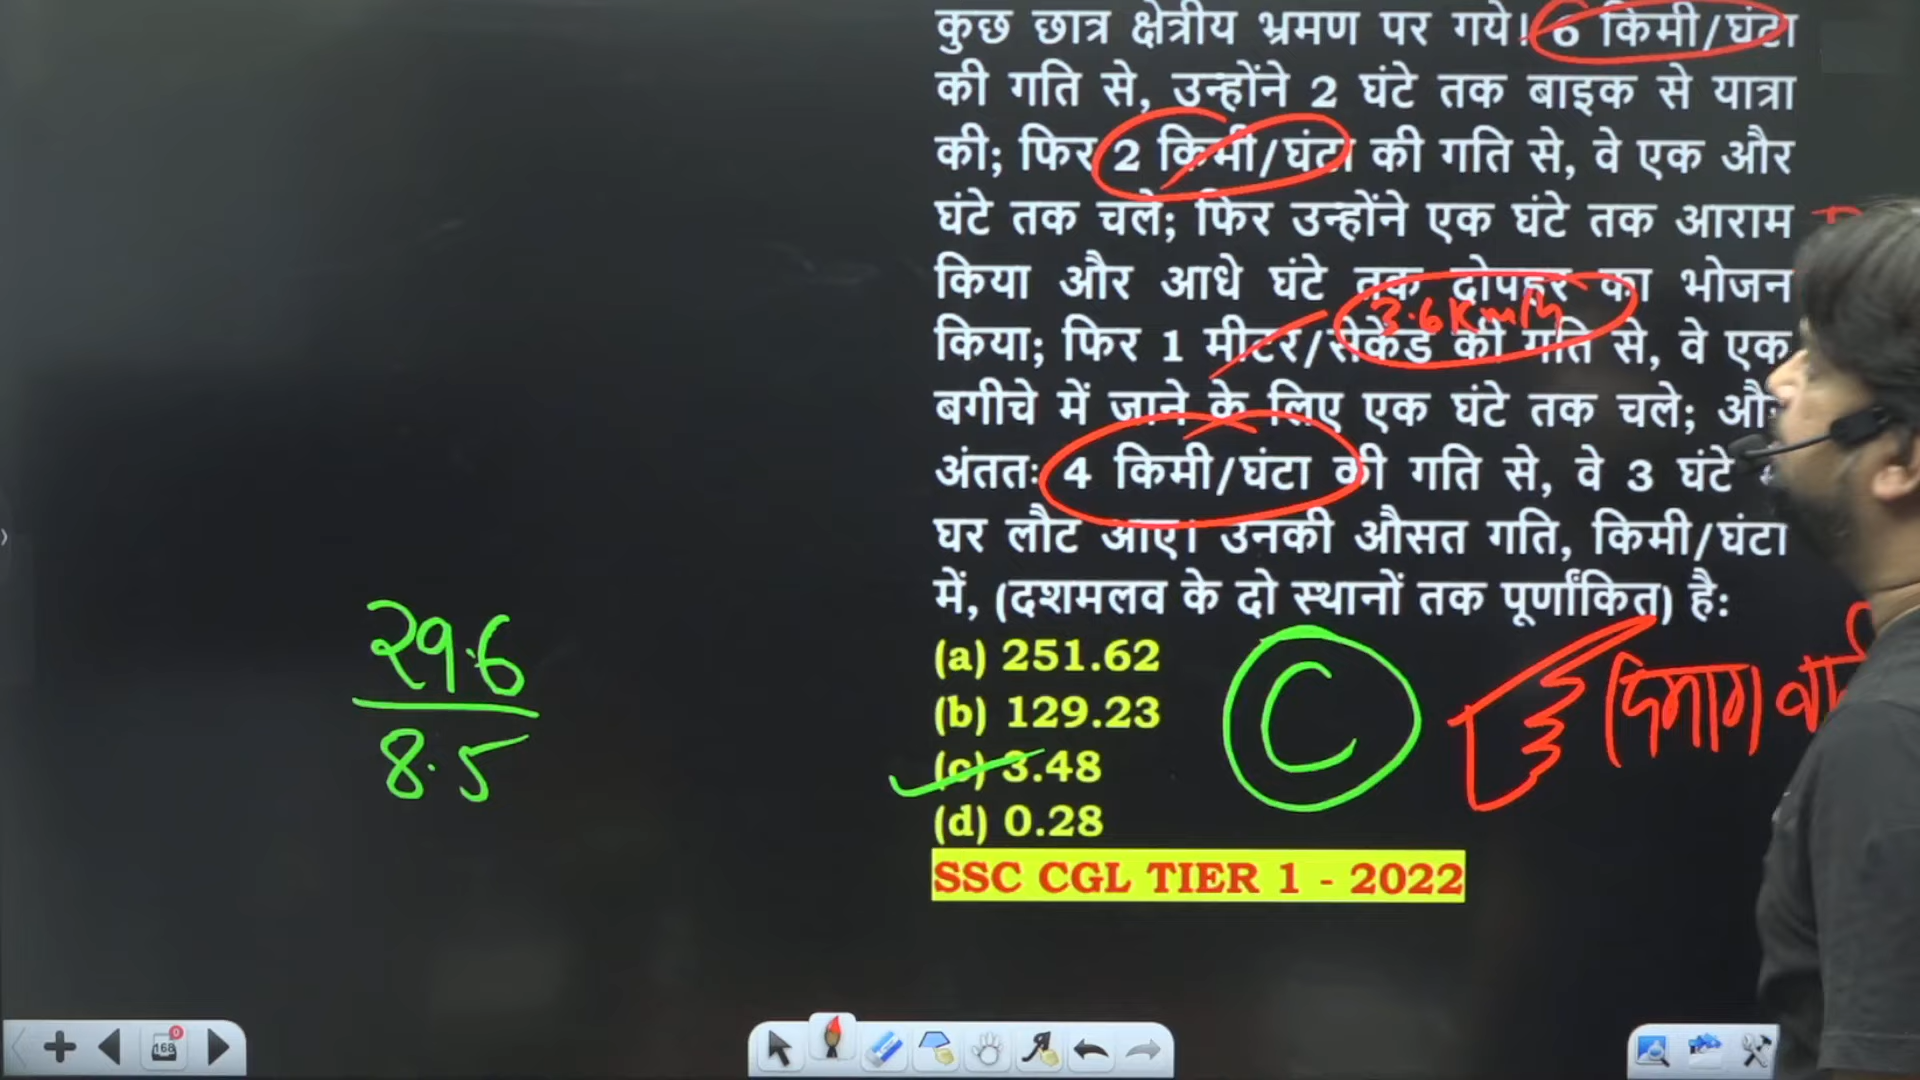 कुछ छात्र क्षेत्रीय भ्रमण पर गये। 6 किमी/घंटा
की गति से, उन्होंने 2 घंटे तक बाइक से यात्रा
की; फिर 2 किमी/घंटा की गति से, वे एक और
घंटे तक चले; फिर उन्होंने एक घंटे तक आराम
किया और आधे घंटे तक दोपहर का भोजन
3.6 Km/h
किया; फिर 1 मीटर/सेकेंड की गति से, वे एक
बगीचे में जाने के लिए एक घंटे तक चले; और
अंततः 4 किमी/घंटा की गति से, वे 3 घंटे
घर लौट आए। उनकी औसत गति, किमी/घंटा
में, (दशमलव के दो स्थानों तक पूर्णांकित) है:
29.6
8.5
(a) 251.62
(b) 129.23
(c) 3.48
(d) 0.28
C
दिमाग
SSC CGL TIER 1 - 2022
168
0